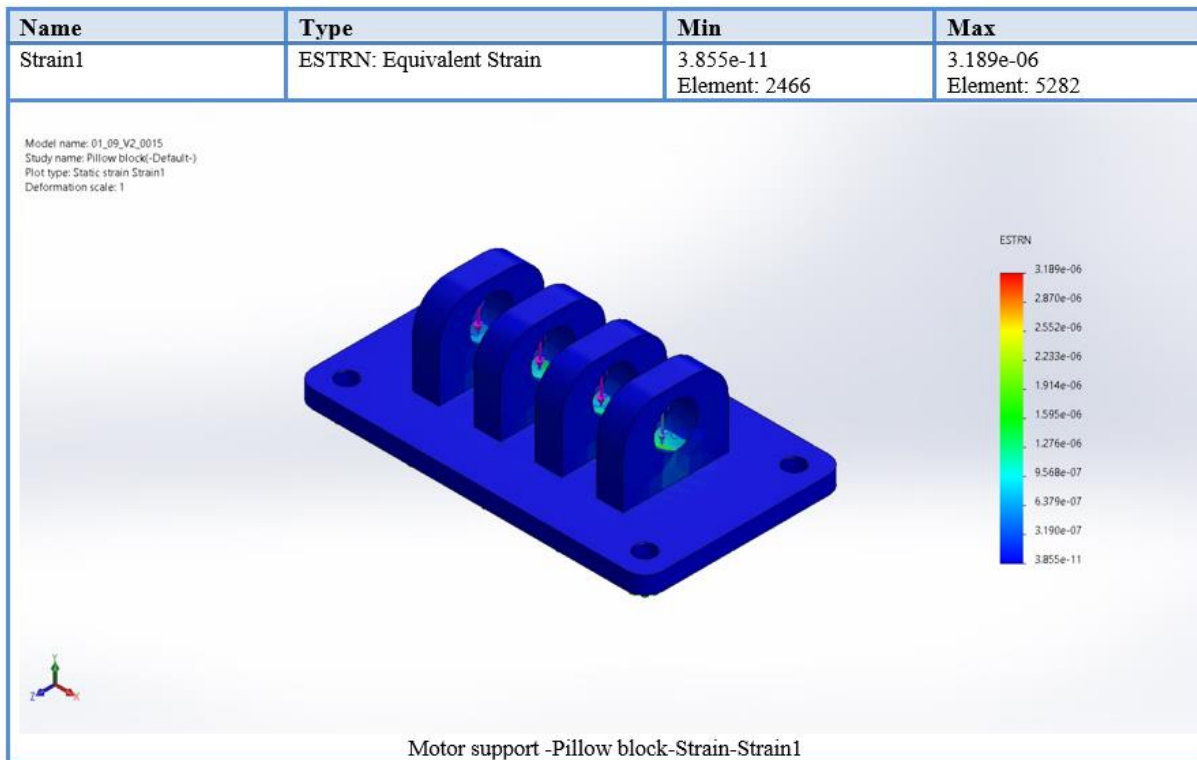 Name Type Min Max
Strain1 ESTRN: Equivalent Strain 3.855e-11 3.189e-06
Element: 2466 Element: 5282
Model name: 01_09_V2_0015
Study name: Pillow block(-Default-)
Plot type: Static strain Strain1
Deformation scale: 1
ESTRN
3.189e-06
2.870e-06
2.552e-06
2.233e-06
1.914e-06
1.595e-06
1.276e-06
9.568e-07
6.379e-07
3.190e-07
3.855e-11
Y
Z X
Motor support -Pillow block-Strain-Strain1